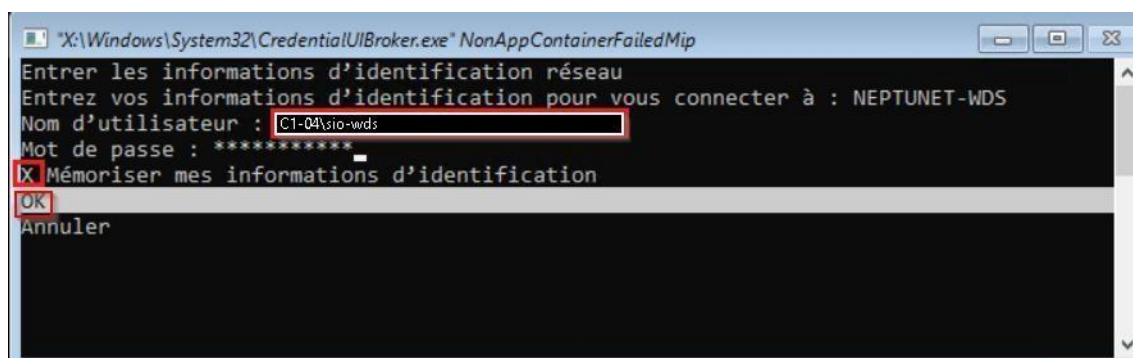 "X:\Windows\System32\CredentialUIBroker.exe" NonAppContainerFailedMip
Entrer les informations d’identification réseau
Entrez vos informations d’identification pour vous connecter à : NEPTUNET-WDS
Nom d’utilisateur : C1-04\sio-wds
Mot de passe : ***********_
X Mémoriser mes informations d’identification
OK
Annuler